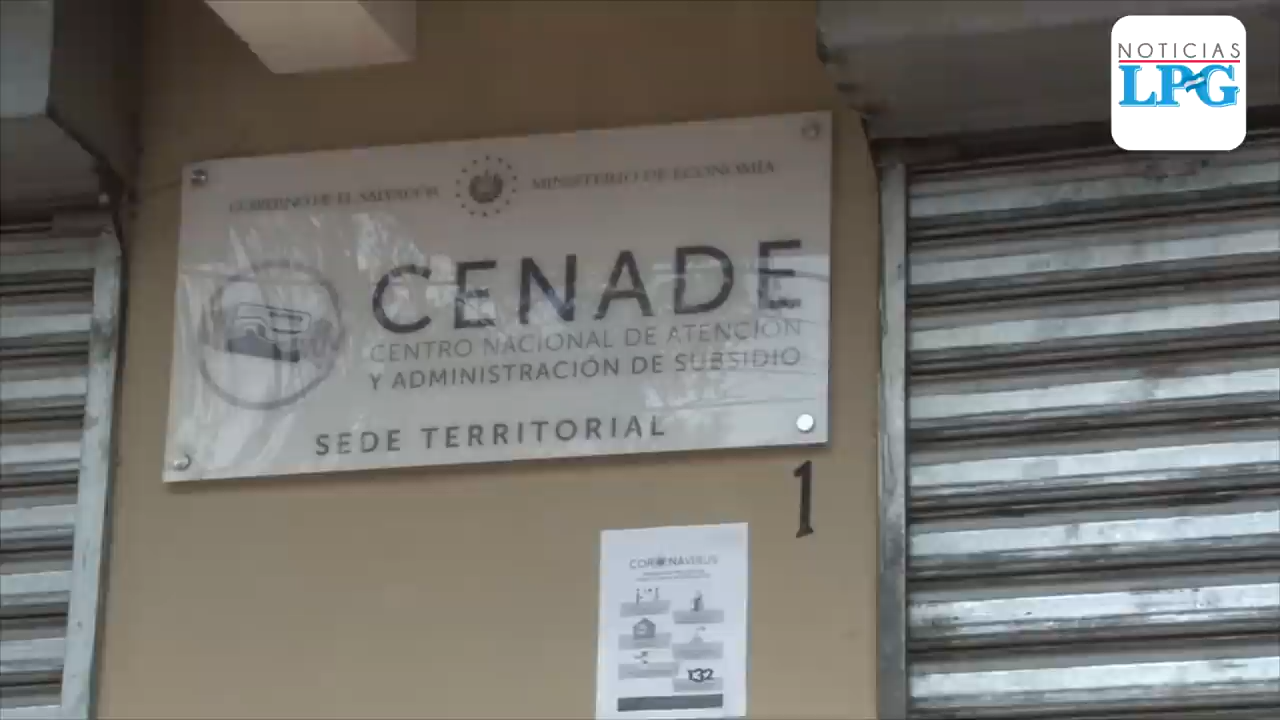 NOTICIAS
LPG
GOBIERNO DE EL SALVADOR
MINISTERIO DE ECONOMÍA
CENADE
CENTRO NACIONAL DE ATENCIÓN
Y ADMINISTRACIÓN DE SUBSIDIO
SEDE TERRITORIAL
1
CORONAVIRUS
132